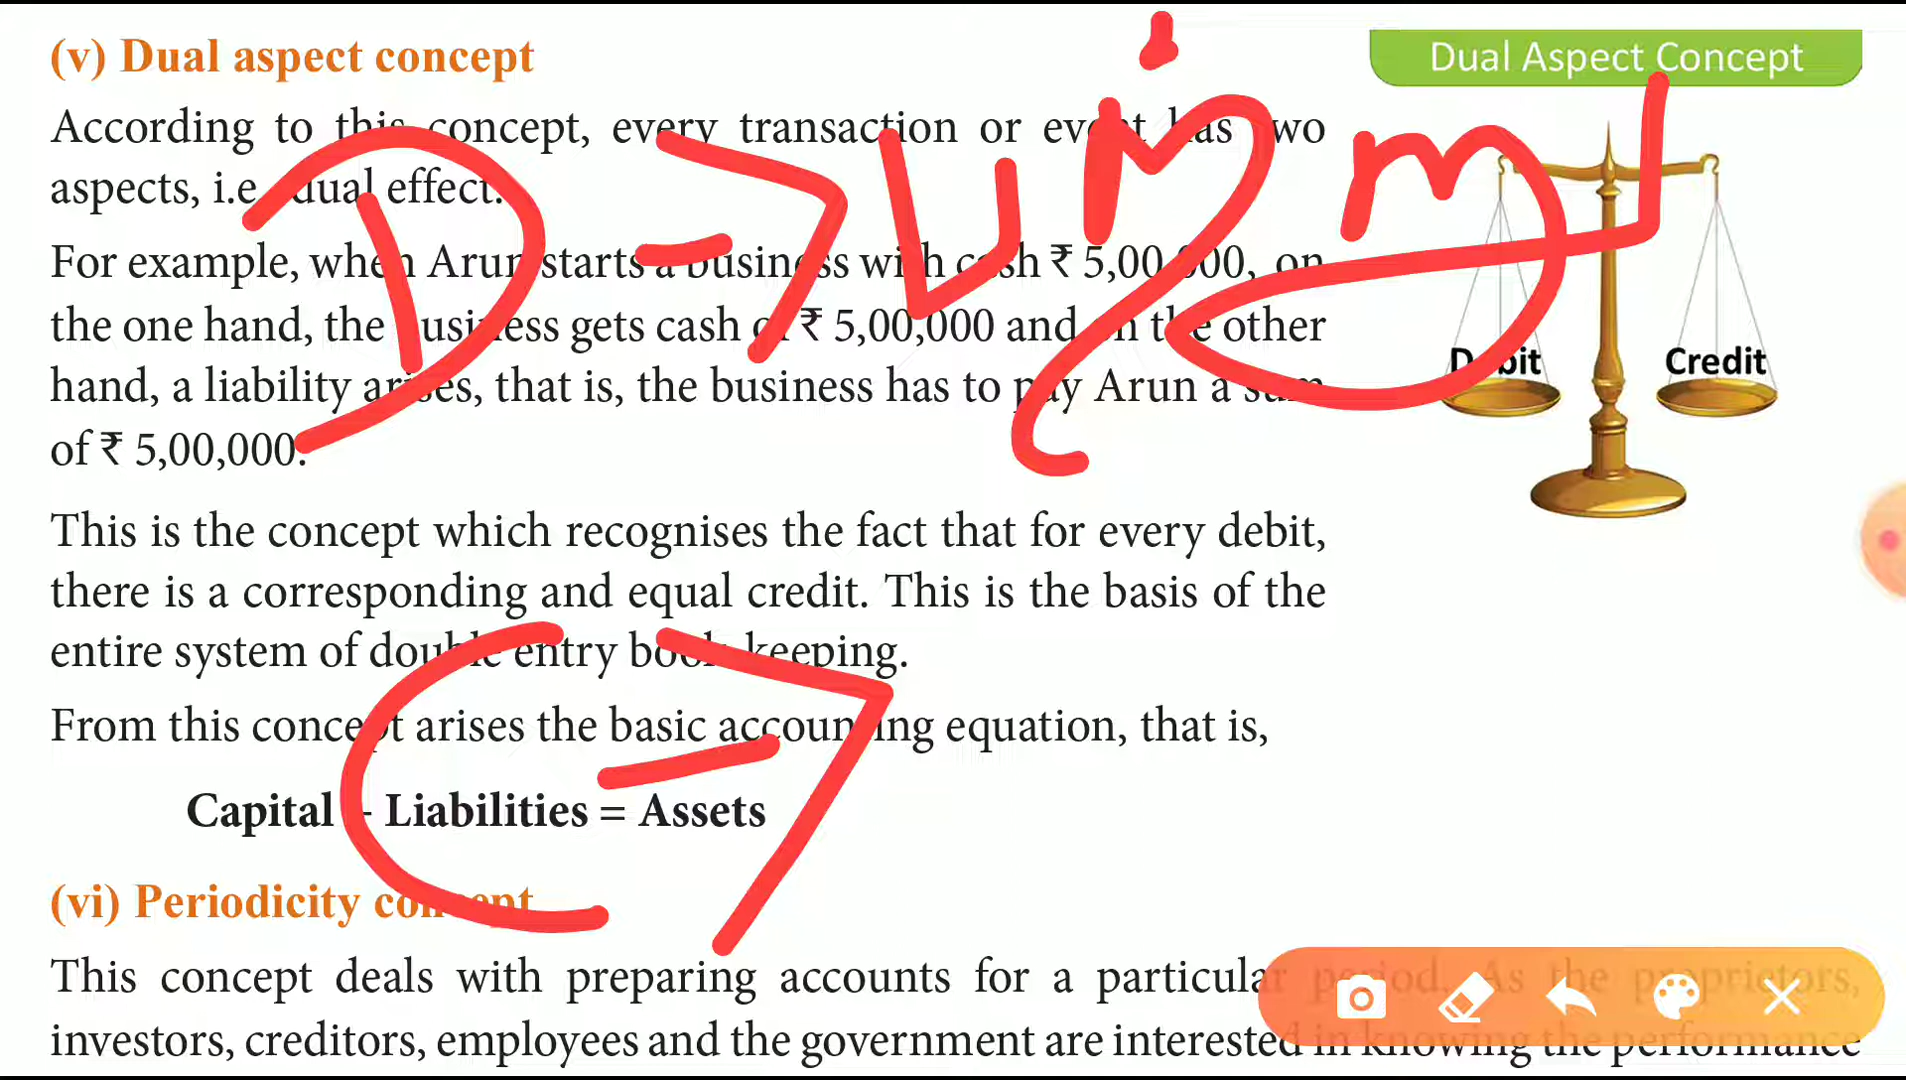 (v) Dual aspect concept
Dual Aspect Concept
According to this concept, every transaction or event has two
aspects, i.e. dual effect.
For example, when Arun starts a business with cash ₹ 5,00,000, on
the one hand, the business gets cash of ₹ 5,00,000 and on the other
hand, a liability arises, that is, the business has to pay Arun a sum
of ₹ 5,00,000.
Debit Credit
D → பற்று
This is the concept which recognises the fact that for every debit,
there is a corresponding and equal credit. This is the basis of the
entire system of double entry book-keeping.
From this concept arises the basic accounting equation, that is,
Capital + Liabilities = Assets
C →
(vi) Periodicity concept
This concept deals with preparing accounts for a particular period. As the proprietors,
investors, creditors, employees and the government are interested in knowing the performance